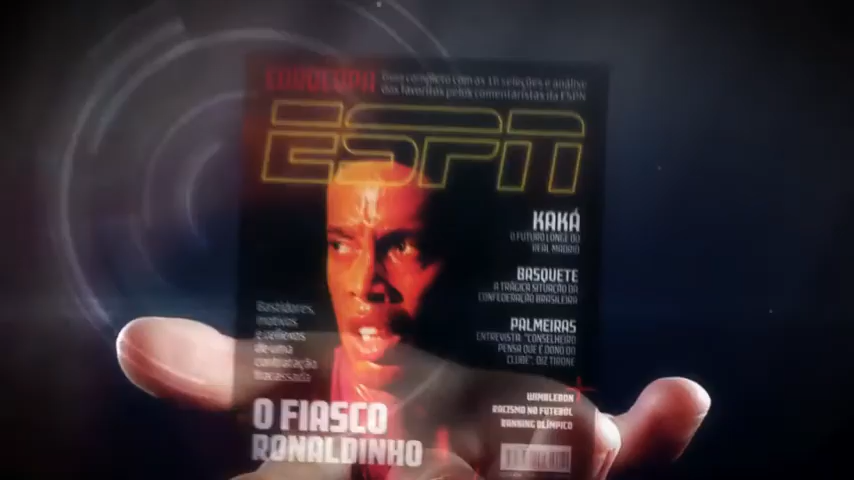 EUROCOPA
Guia completo com as 16 seleções e análise
dos favoritos pelos comentaristas da ESPN
ESPN
KAKÁ
O FUTURO LONGE DO
REAL MADRID
BASQUETE
A TRÁGICA SITUAÇÃO DA
CONFEDERAÇÃO BRASILEIRA
PALMEIRAS
ENTREVISTA: "CONSELHEIRO
PENSA QUE É DONO DO
CLUBE", DIZ TIRONE
Bastidores,
motivos
e reflexos
de uma
contratação
fracassada
WIMBLEDON
RACISMO NO FUTEBOL
RANKING OLÍMPICO
O FIASCO
RONALDINHO